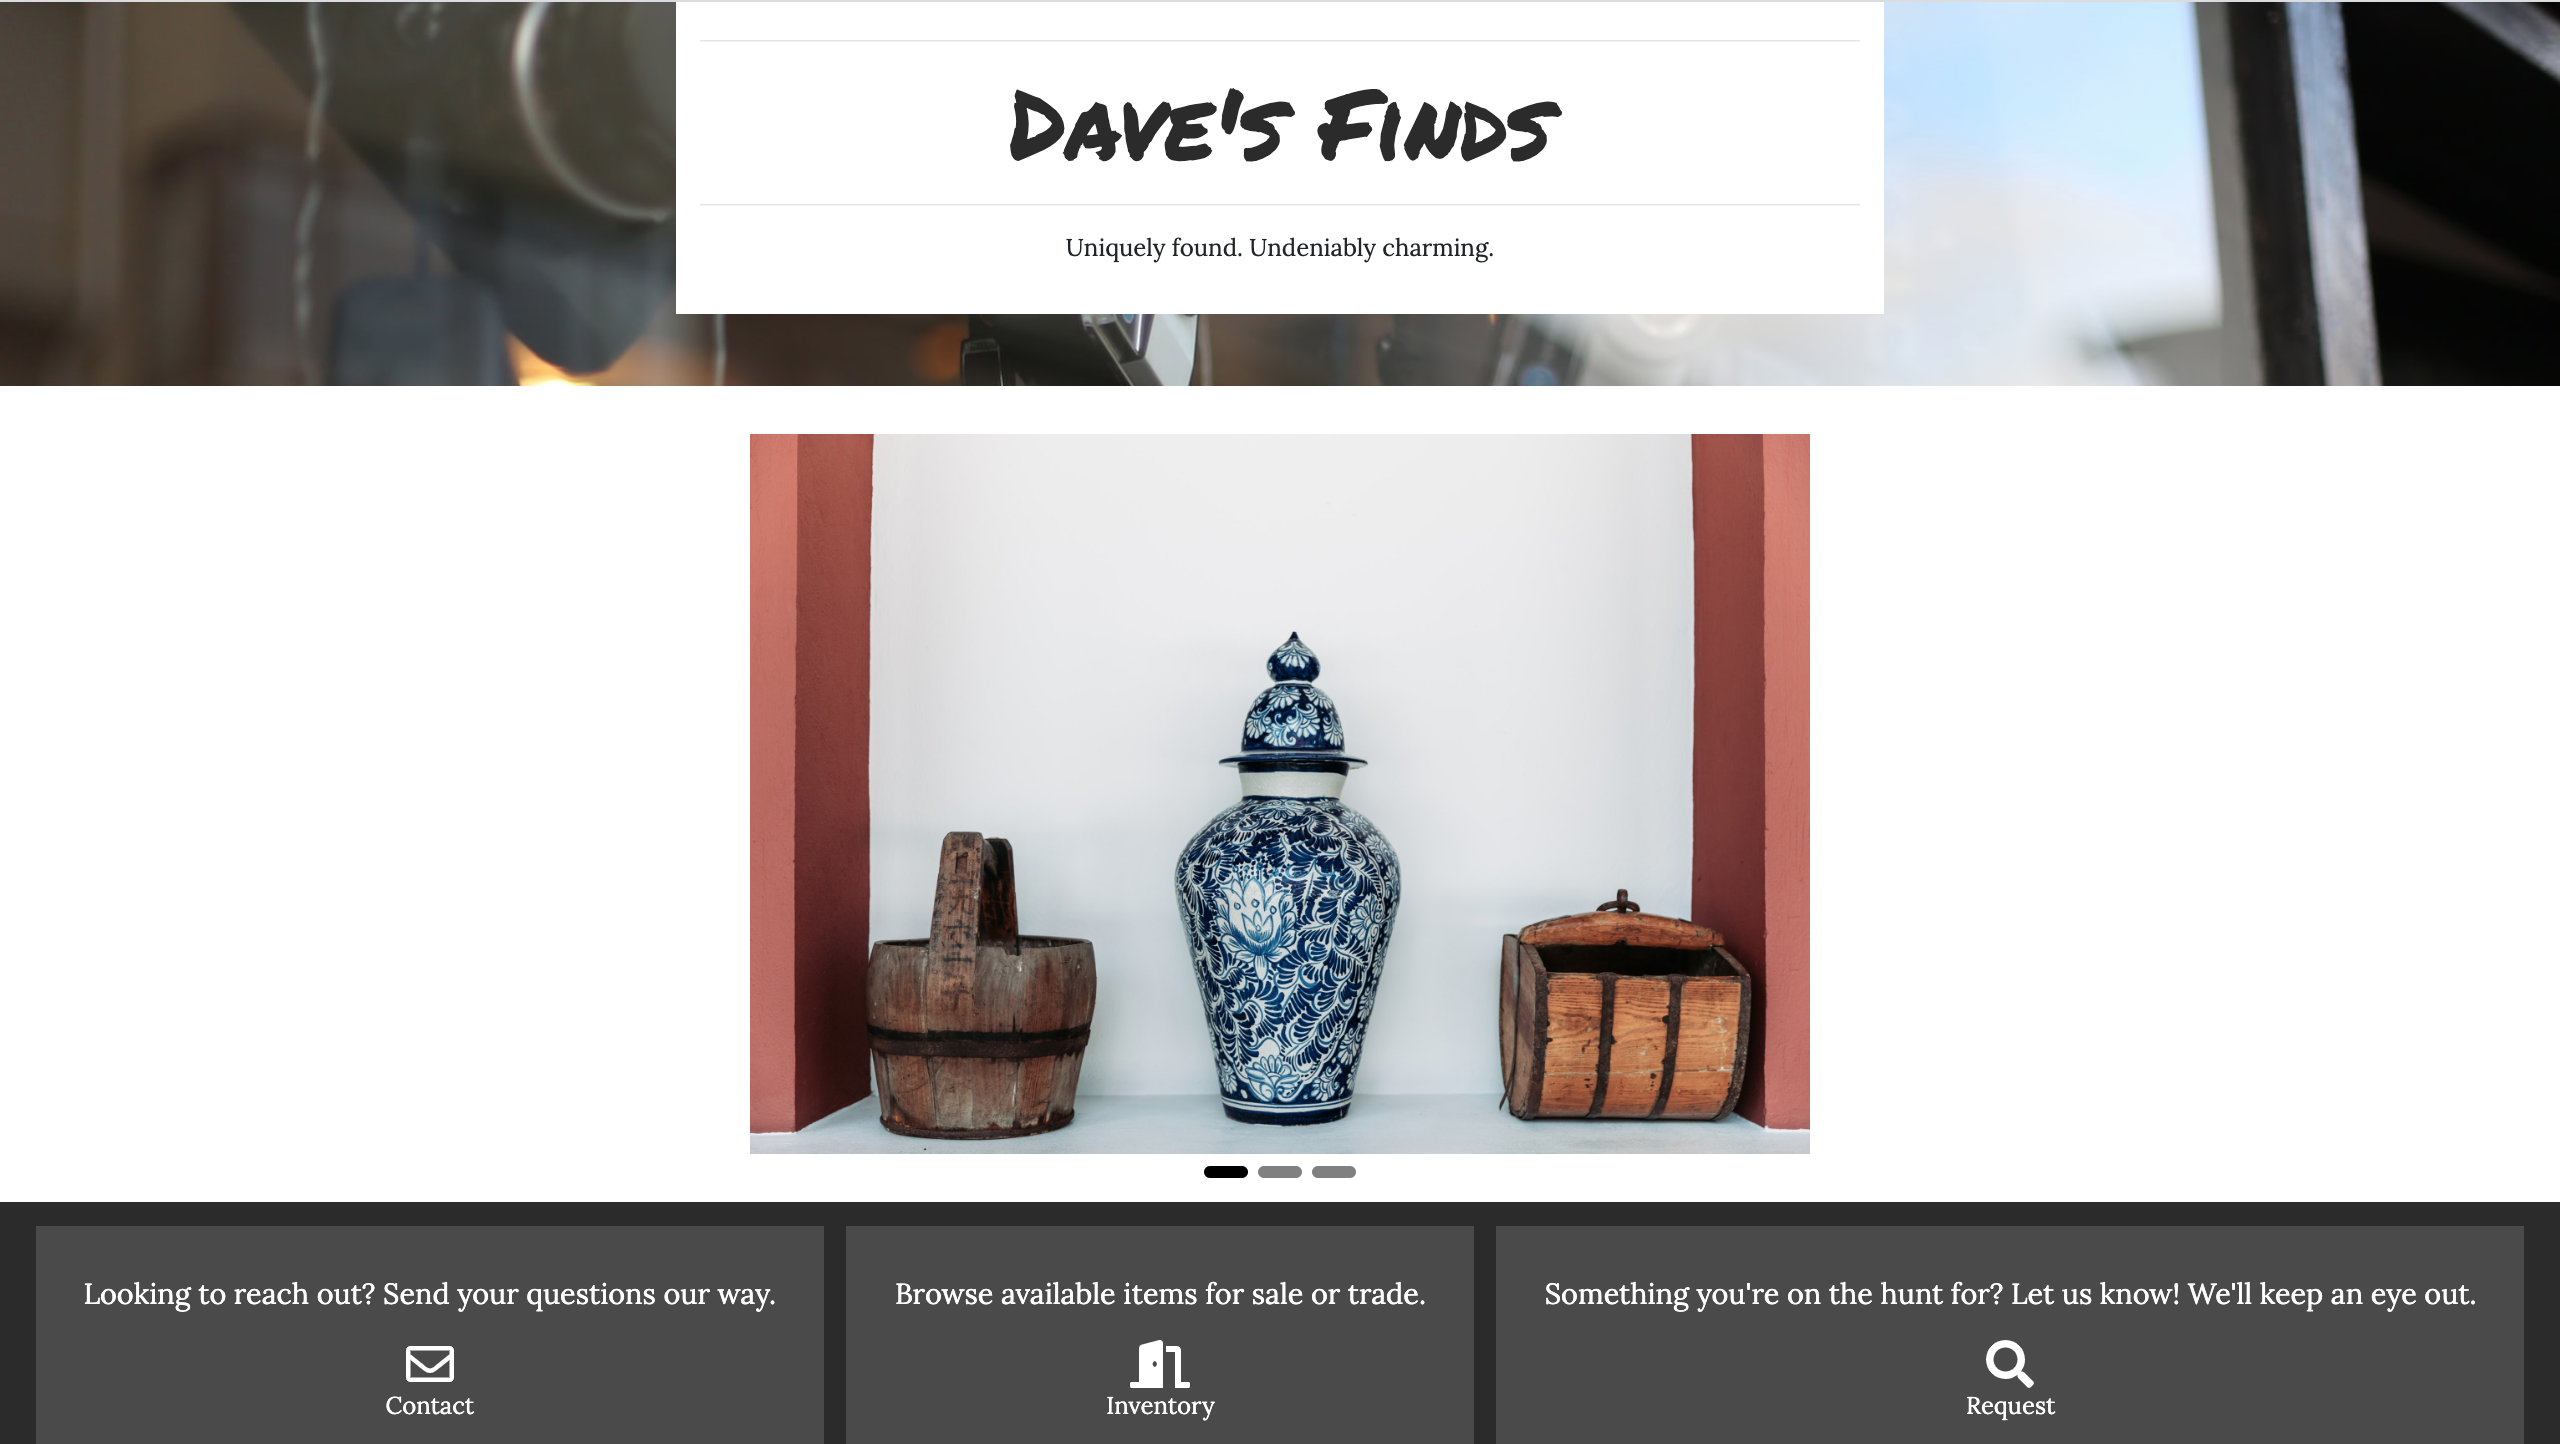 Dave's Finds
Uniquely found. Undeniably charming.
Looking to reach out? Send your questions our way.
Contact
Browse available items for sale or trade.
Inventory
Something you're on the hunt for? Let us know! We'll keep an eye out.
Request